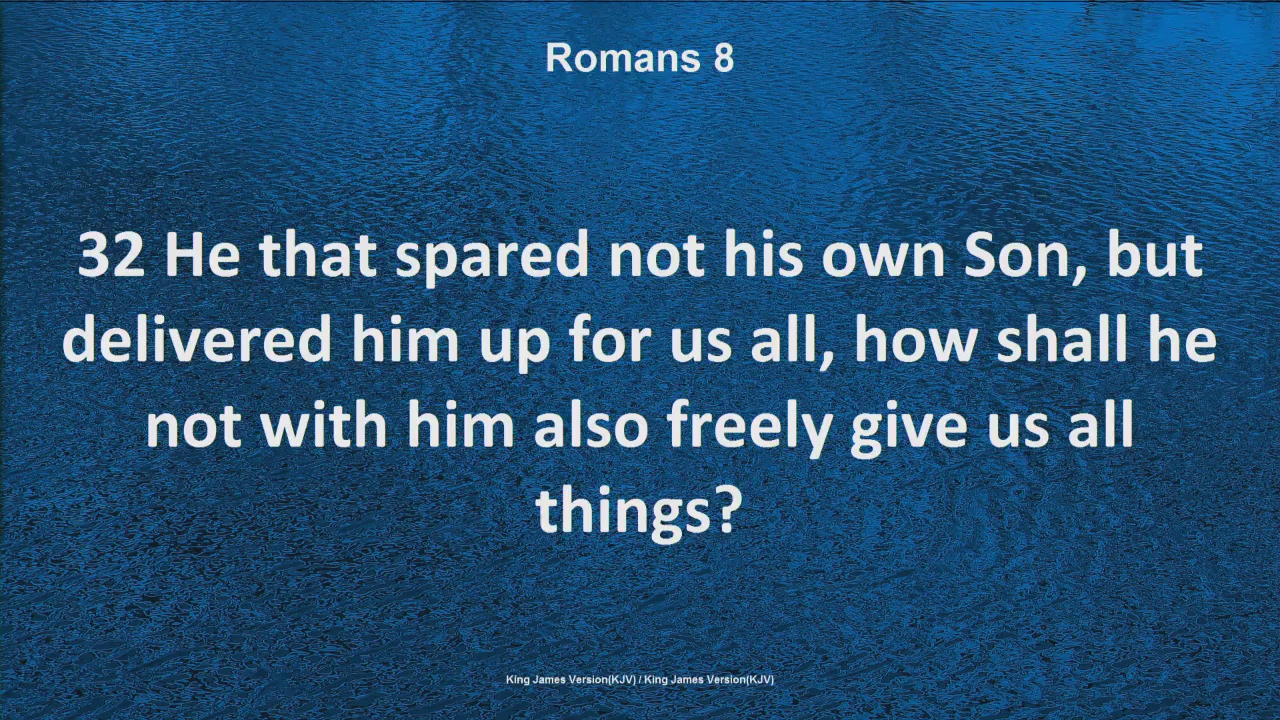 Romans 8
32 He that spared not his own Son, but
delivered him up for us all, how shall he
not with him also freely give us all
things?
King James Version(KJV) / King James Version(KJV)